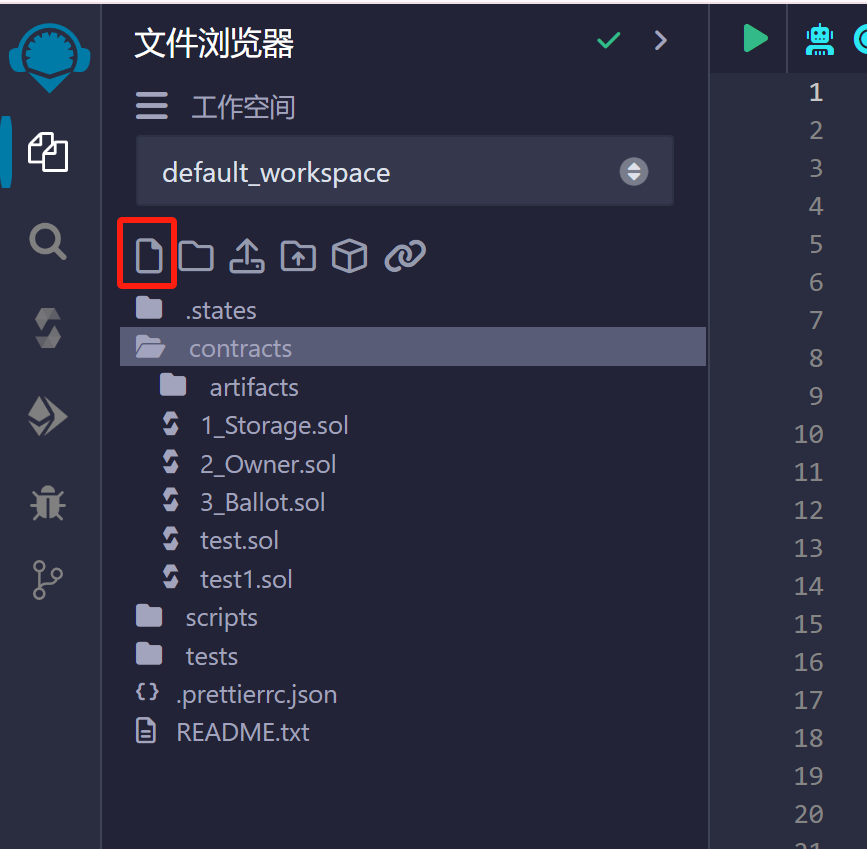 文件浏览器
工作空间
default_workspace
.states
contracts
artifacts
1_Storage.sol
2_Owner.sol
3_Ballot.sol
test.sol
test1.sol
scripts
tests
.prettierrc.json
README.txt
1
2
3
4
5
6
7
8
9
10
11
12
13
14
15
16
17
18
19
20
21